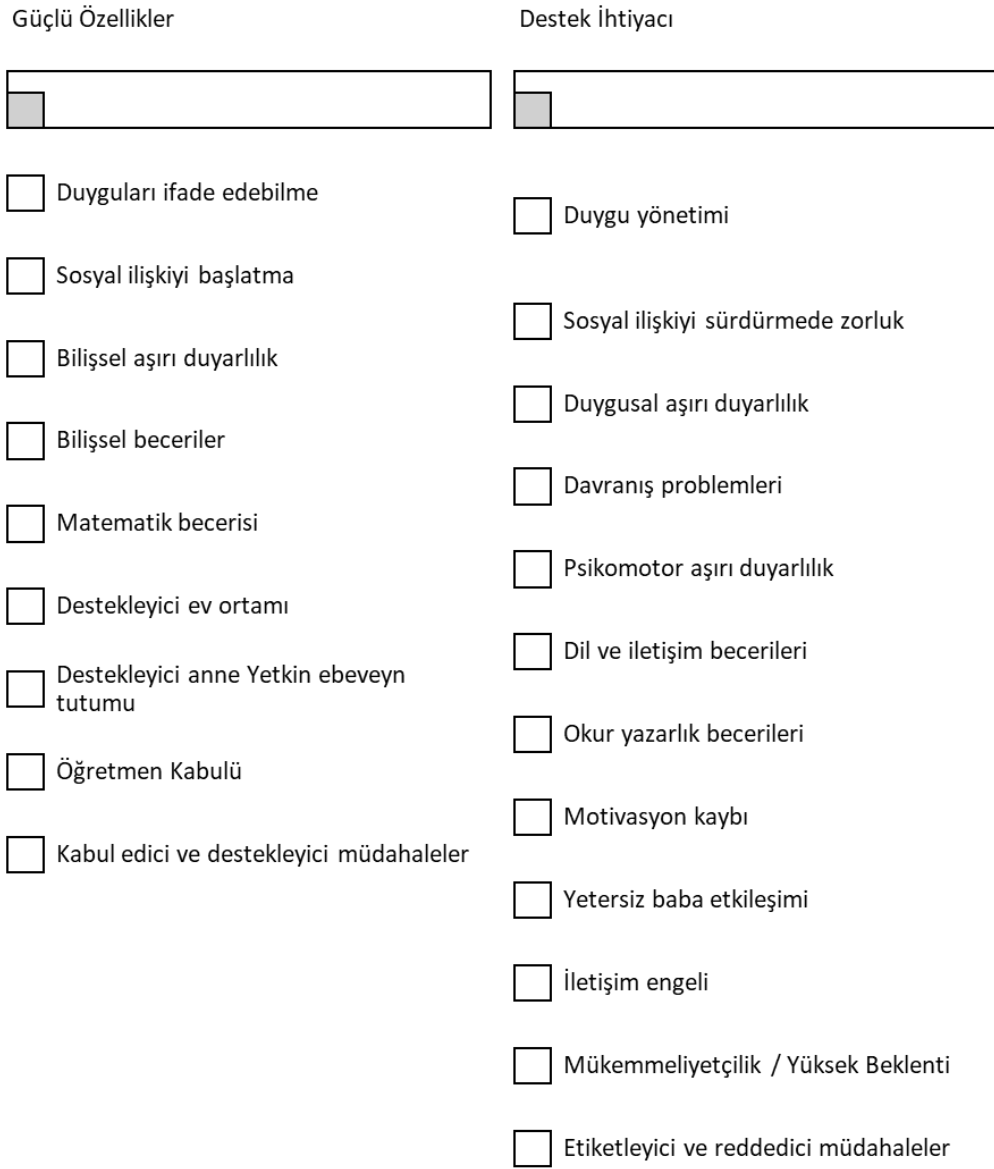 Güçlü Özellikler
Duyguları ifade edebilme
Sosyal ilişkiyi başlatma
Bilişsel aşırı duyarlılık
Bilişsel beceriler
Matematik becerisi
Destekleyici ev ortamı
Destekleyici anne Yetkin ebeveyn
tutumu
Öğretmen Kabulü
Kabul edici ve destekleyici müdahaleler
Destek İhtiyacı
Duygu yönetimi
Sosyal ilişkiyi sürdürmede zorluk
Duygusal aşırı duyarlılık
Davranış problemleri
Psikomotor aşırı duyarlılık
Dil ve iletişim becerileri
Okur yazarlık becerileri
Motivasyon kaybı
Yetersiz baba etkileşimi
İletişim engeli
Mükemmeliyetçilik / Yüksek Beklenti
Etiketleyici ve reddedici müdahaleler